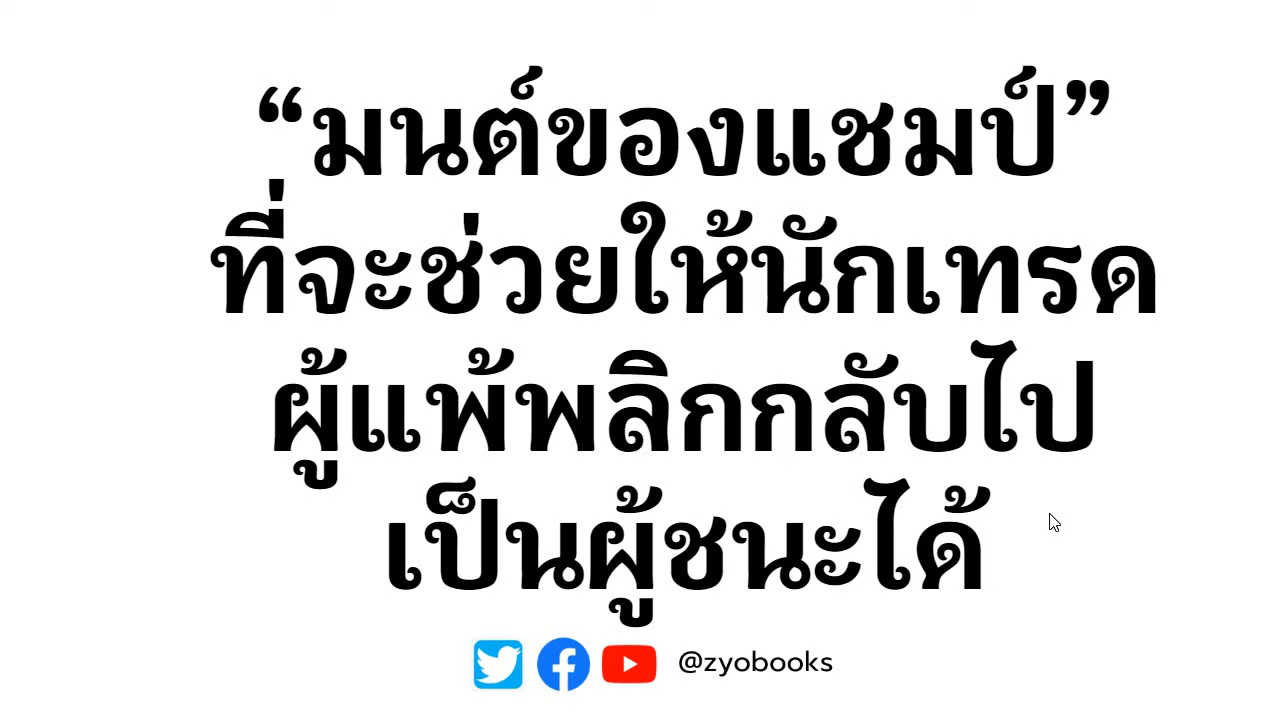 “มนต์ของแชมป์”
ที่จะช่วยให้นักเทรด
ผู้แพ้พลิกกลับไป
เป็นผู้ชนะได้
@zyobooks